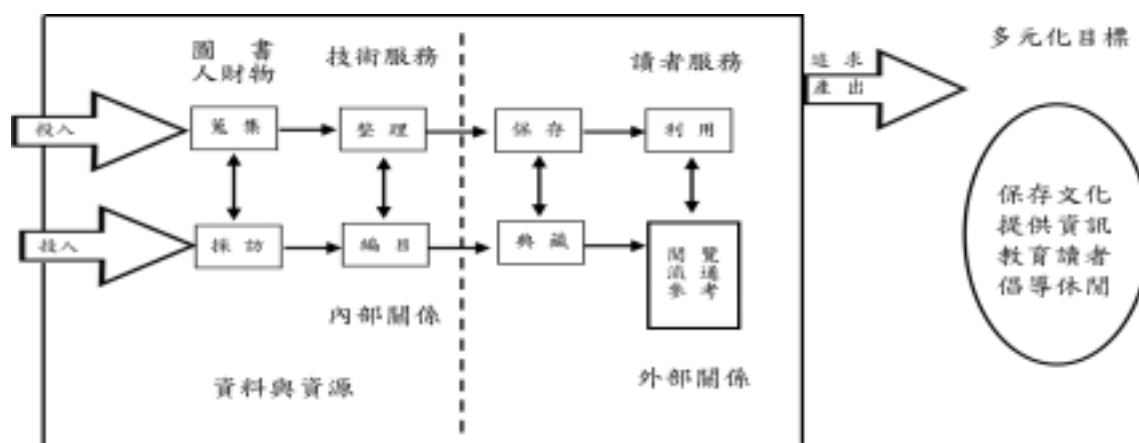 圖 書
人財物
技術服務
讀者服務
追 求
產 出
多元化目標
投入
蒐 集
整 理
保 存
利 用
投入
採 訪
編 目
典 藏
閱 覽
流 通
參 考
保存文化
提供資訊
教育讀者
倡導休閒
內部關係
外部關係
資料與資源